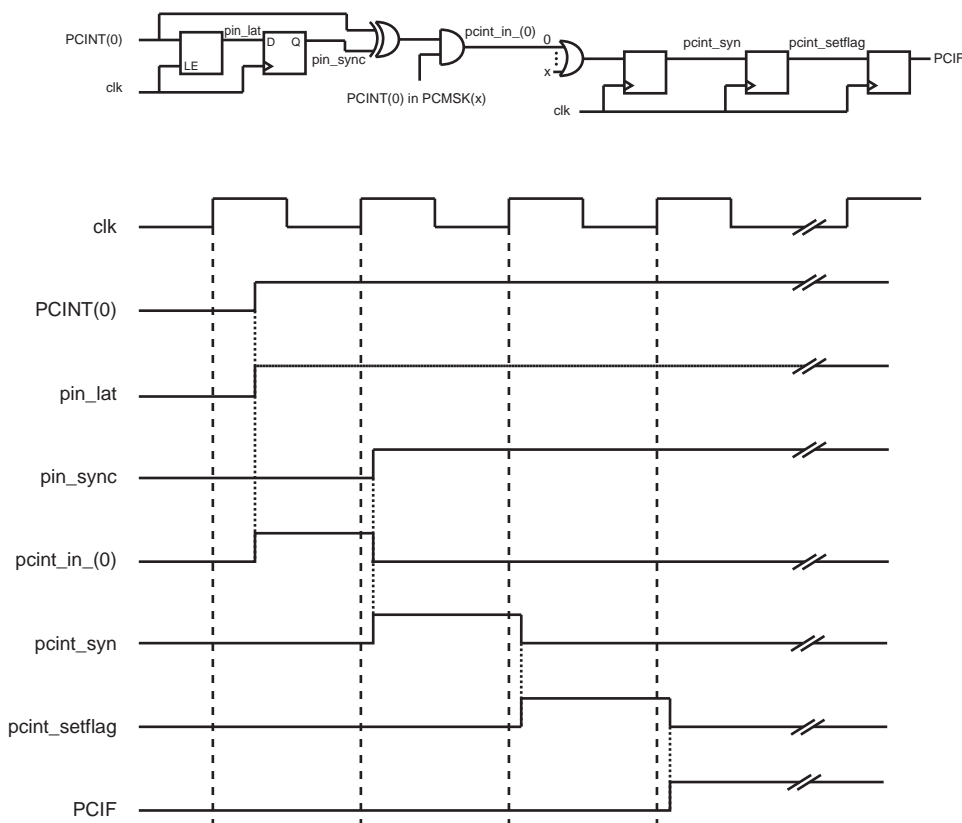 PCINT(0)
LE
pin_lat
D Q
pin_sync
clk
PCINT(0) in PCMSK(x)
pcint_in_(0)
0
x
clk
pcint_syn
pcint_setflag
PCIF
clk
PCINT(0)
pin_lat
pin_sync
pcint_in_(0)
pcint_syn
pcint_setflag
PCIF